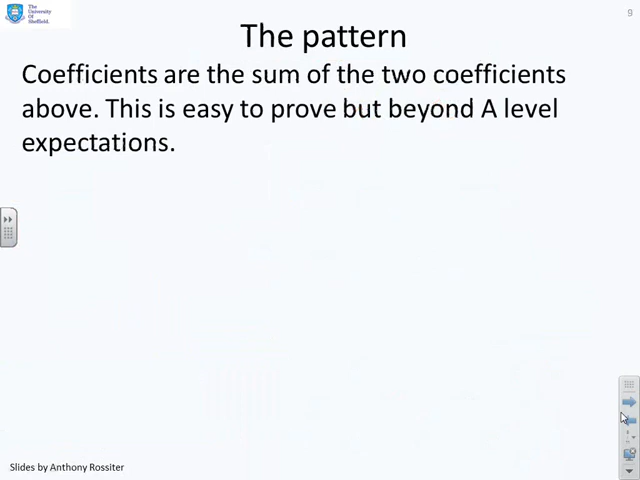 The
University
Of
Sheffield.
9
The pattern
Coefficients are the sum of the two coefficients
above. This is easy to prove but beyond A level
expectations.
Slides by Anthony Rossiter